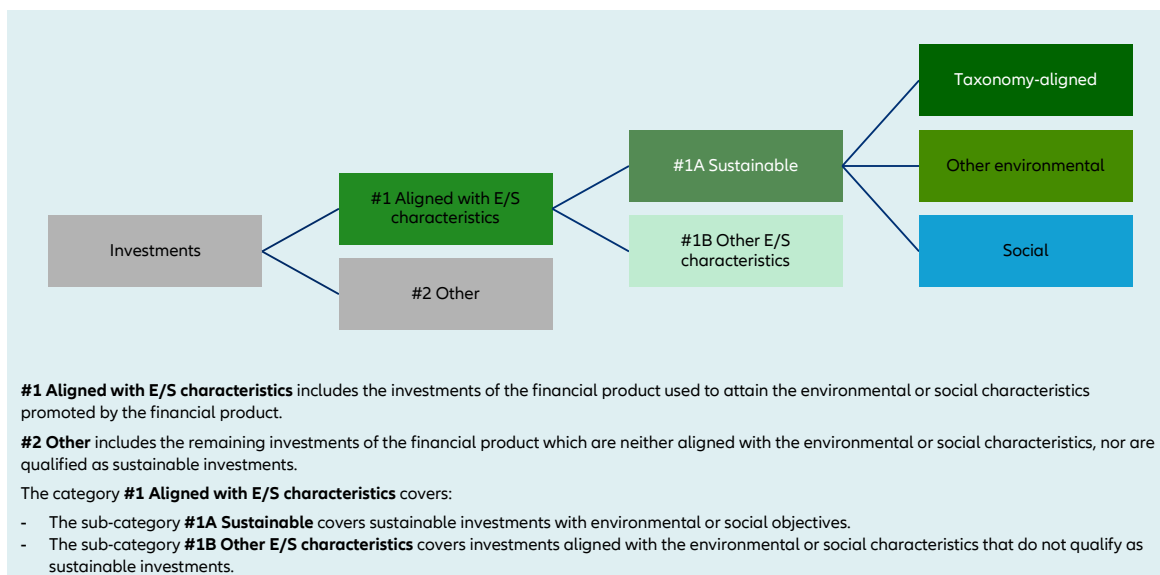 Taxonomy-aligned
#1A Sustainable
Other environmental
#1 Aligned with E/S
characteristics
Investments
#1B Other E/S
characteristics
Social
#2 Other
#1 Aligned with E/S characteristics includes the investments of the financial product used to attain the environmental or social characteristics
promoted by the financial product.
#2 Other includes the remaining investments of the financial product which are neither aligned with the environmental or social characteristics, nor are
qualified as sustainable investments.
The category #1 Aligned with E/S characteristics covers:
- The sub-category #1A Sustainable covers sustainable investments with environmental or social objectives.
- The sub-category #1B Other E/S characteristics covers investments aligned with the environmental or social characteristics that do not qualify as
sustainable investments.